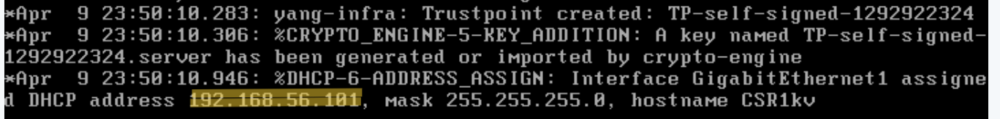 *Apr  9 23:50:10.283: yang-infra: Trustpoint created: TP-self-signed-1292922324
*Apr  9 23:50:10.306: %CRYPTO_ENGINE-5-KEY_ADDITION: A key named TP-self-signed-
1292922324.server has been generated or imported by crypto-engine
*Apr  9 23:50:10.946: %DHCP-6-ADDRESS_ASSIGN: Interface GigabitEthernet1 assigne
d DHCP address 192.168.56.101, mask 255.255.255.0, hostname CSR1kv